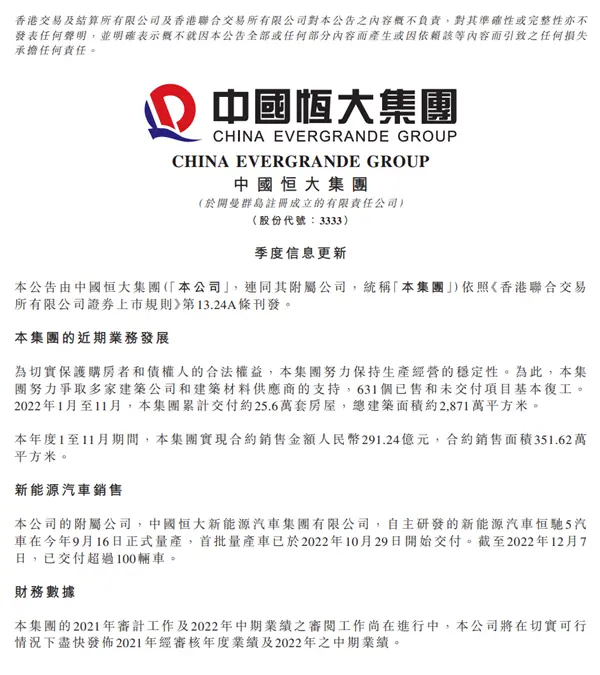 香港交易及結算所有限公司及香港聯合交易所有限公司對本公告之內容概不負責，對其準確性或完整性亦不
發表任何聲明，並明確表示概不就因本公告全部或任何部分內容而產生或因依賴該等內容而引致之任何損失
承擔任何責任。
中國恆大集團
CHINA EVERGRANDE GROUP
CHINA EVERGRANDE GROUP
中國恒大集團
（於開曼群島註冊成立的有限責任公司）
（股份代號：3333）
季度信息更新
本公告由中國恒大集團(「本公司」，連同其附屬公司，統稱「本集團」)依照《香港聯合交易
所有限公司證券上市規則》第13.24A條刊發。
本集團的近期業務發展
為切實保護購房者和債權人的合法權益，本集團努力保持生產經營的穩定性。為此，本集
團努力爭取多家建築公司和建築材料供應商的支持，631個已售和未交付項目基本復工。
2022年1月至11月，本集團累計交付約25.6萬套房屋，總建築面積約2,871萬平方米。
本年度1至11月期間，本集團實現合約銷售金額人民幣291.24億元，合約銷售面積351.62萬
平方米。
新能源汽車銷售
本公司的附屬公司，中國恒大新能源汽車集團有限公司，自主研發的新能源汽車恒馳5汽
車在今年9月16日正式量產，首批量產車已於2022年10月29日開始交付。截至2022年12月7
日，已交付超過100輛車。
財務數據
本集團的2021年審計工作及2022年中期業績之審閱工作尚在進行中，本公司將在切實可行
情況下盡快發佈2021年經審核年度業績及2022年之中期業績。